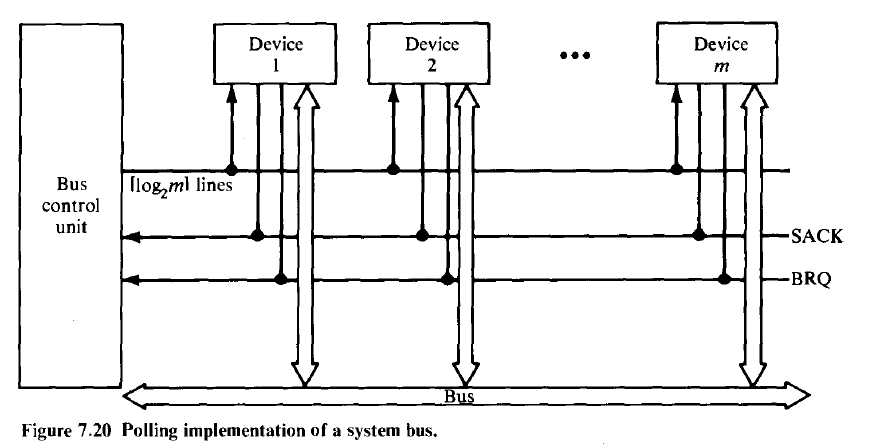 Device
1
Device
2
•••
Device
m
Bus
control
unit
⌈log₂m⌉ lines
SACK
BRQ
Bus
Figure 7.20 Polling implementation of a system bus.